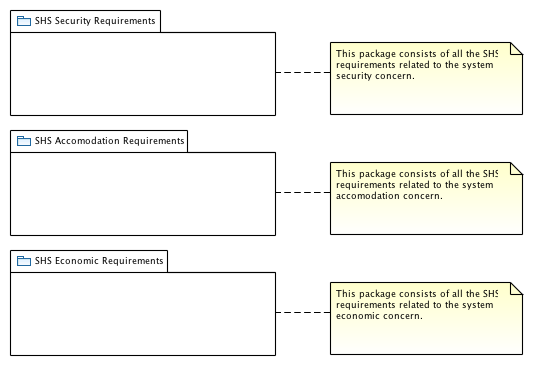 SHS Security Requirements
This package consists of all the SHS
requirements related to the system
security concern.
SHS Accomodation Requirements
This package consists of all the SHS
requirements related to the system
accomodation concern.
SHS Economic Requirements
This package consists of all the SHS
requirements related to the system
economic concern.